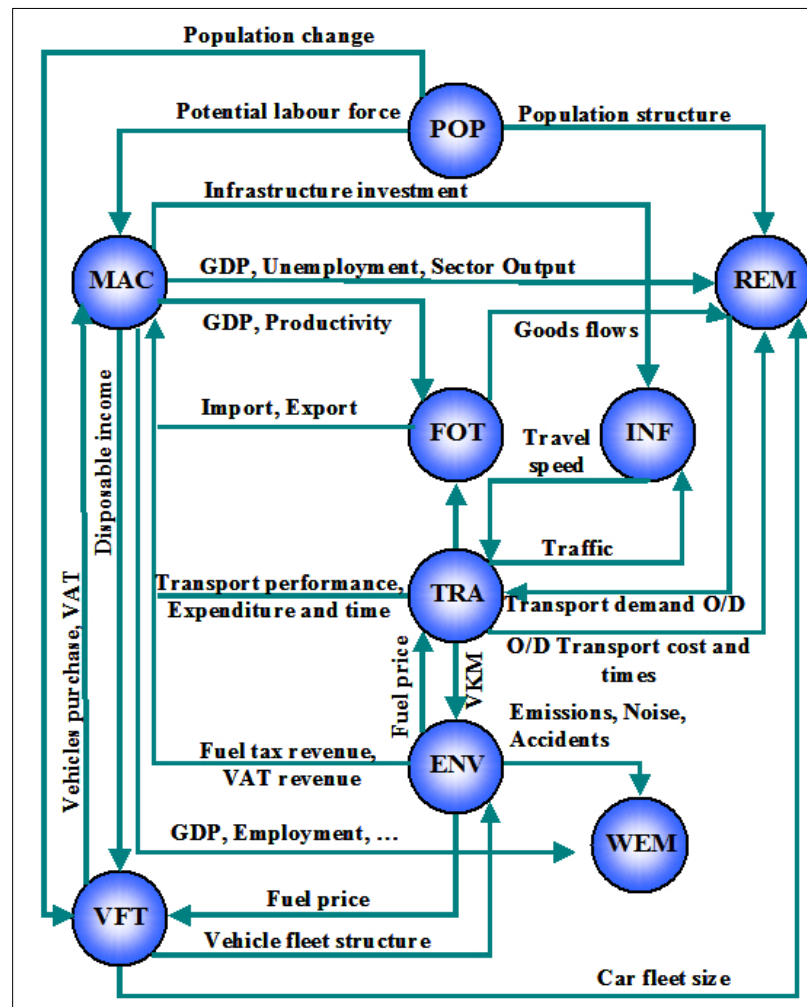 Population change
Potential labour force
POP
Population structure
Infrastructure investment
MAC
GDP, Unemployment, Sector Output
REM
GDP, Productivity
Goods flows
Import, Export
FOT
Travel
speed
INF
Disposable income
Traffic
Transport performance,
Expenditure and time
TRA
Transport demand O/D
O/D Transport cost and
times
Vehicles purchase, VAT
Fuel price
VKM
Emissions, Noise,
Accidents
Fuel tax revenue,
VAT revenue
ENV
GDP, Employment, ...
WEM
Fuel price
VFT
Vehicle fleet structure
Car fleet size